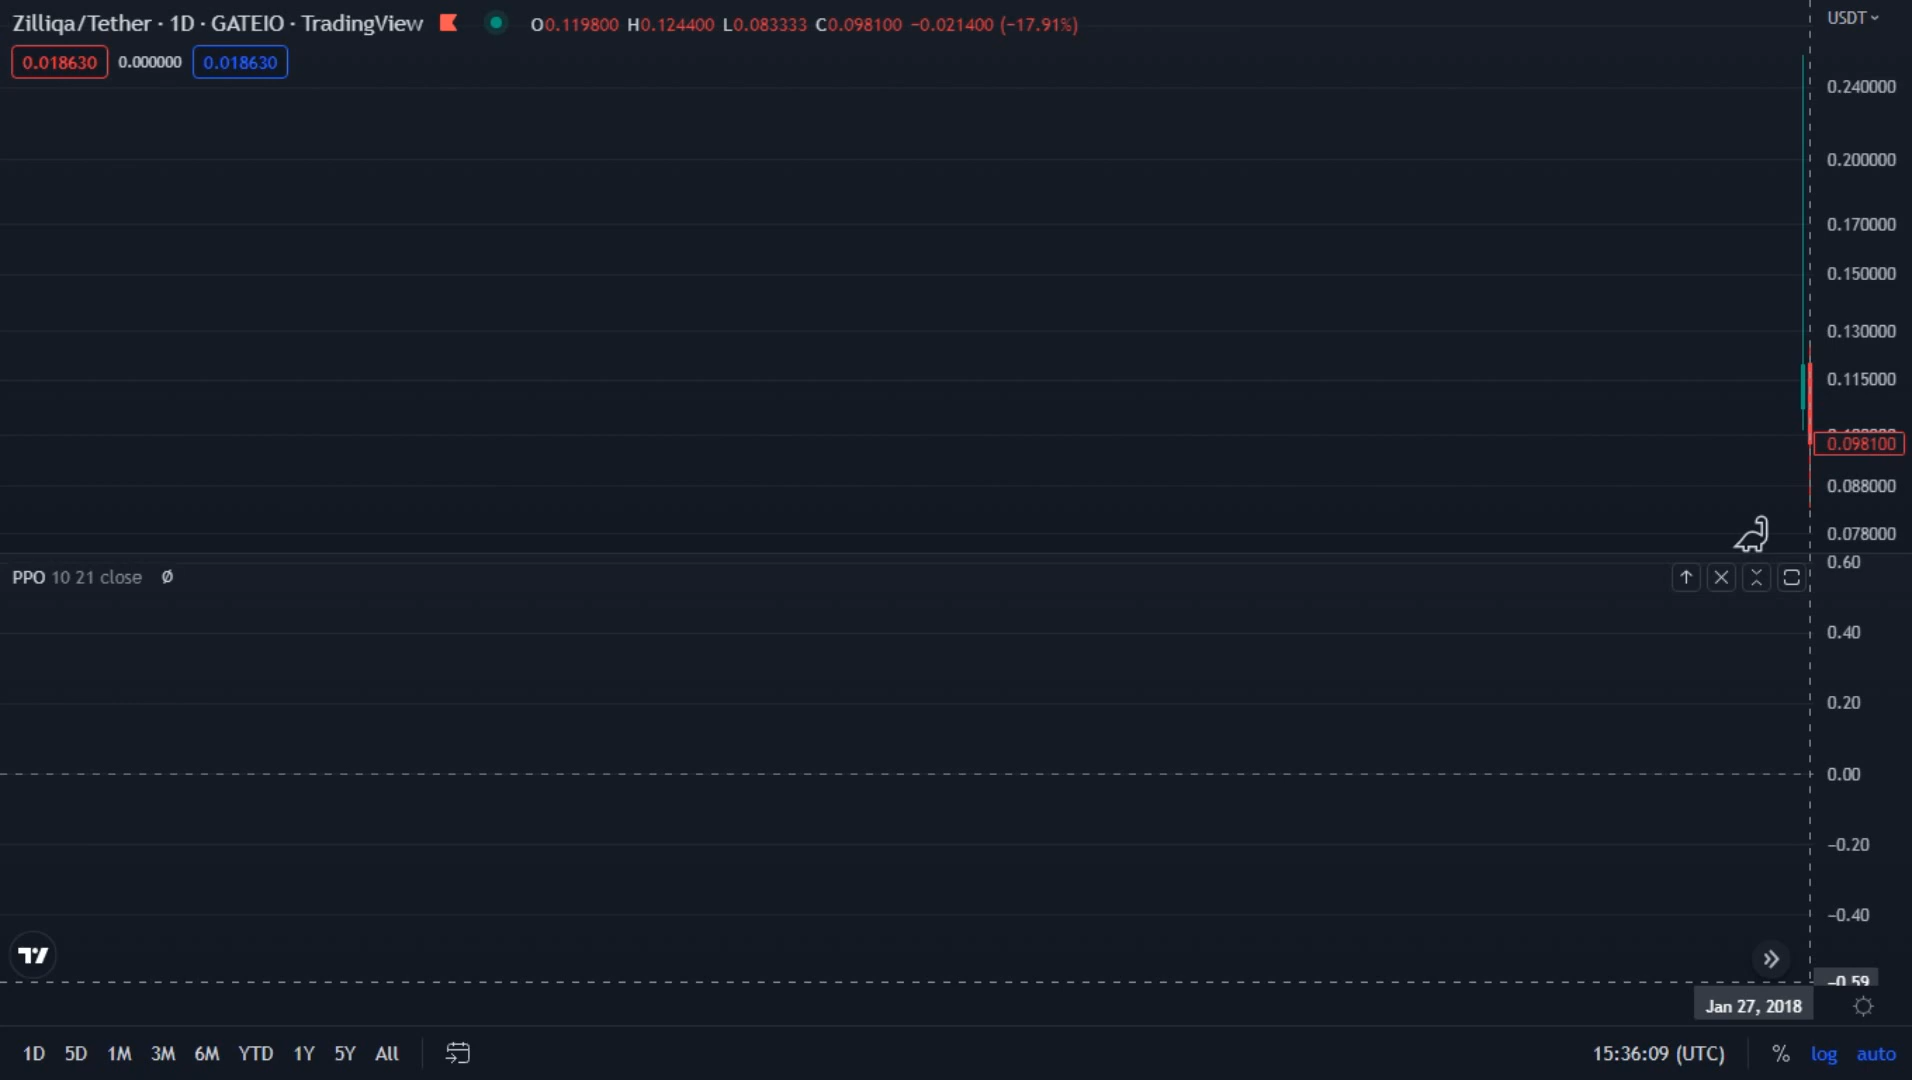 Zilliqa/Tether · 1D · GATEIO · TradingView O0.119800 H0.124400 L0.083333 C0.098100 −0.021400 (−17.91%)
USDT
0.018630 0.000000 0.018630
0.240000
0.200000
0.170000
0.150000
0.130000
0.115000
0.098100
0.088000
0.078000
0.60
PPO 10 21 close Ø
0.40
0.20
0.00
−0.20
−0.40
−0.59
Jan 27, 2018
1D 5D 1M 3M 6M YTD 1Y 5Y All 15:36:09 (UTC) % log auto